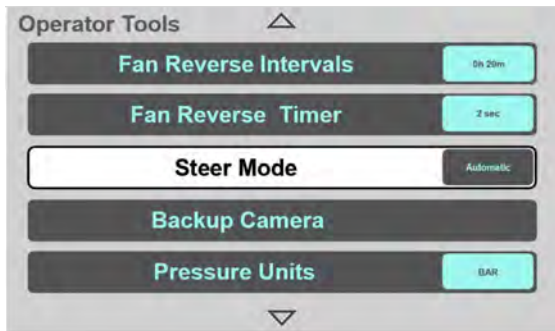 Operator Tools
Fan Reverse Intervals 0h 20m
Fan Reverse Timer 2 sec
Steer Mode Automatic
Backup Camera
Pressure Units BAR